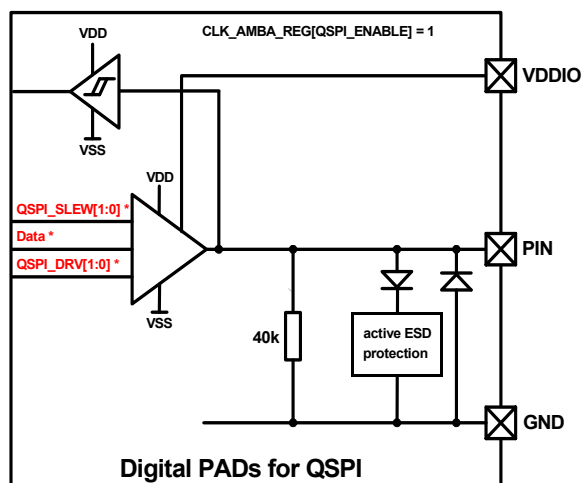 VDD
CLK_AMBA_REG[QSPI_ENABLE] = 1
VDDIO
VSS
VDD
QSPI_SLEW[1:0] *
Data *
QSPI_DRV[1:0] *
PIN
VSS
40k
active ESD
protection
GND
Digital PADs for QSPI